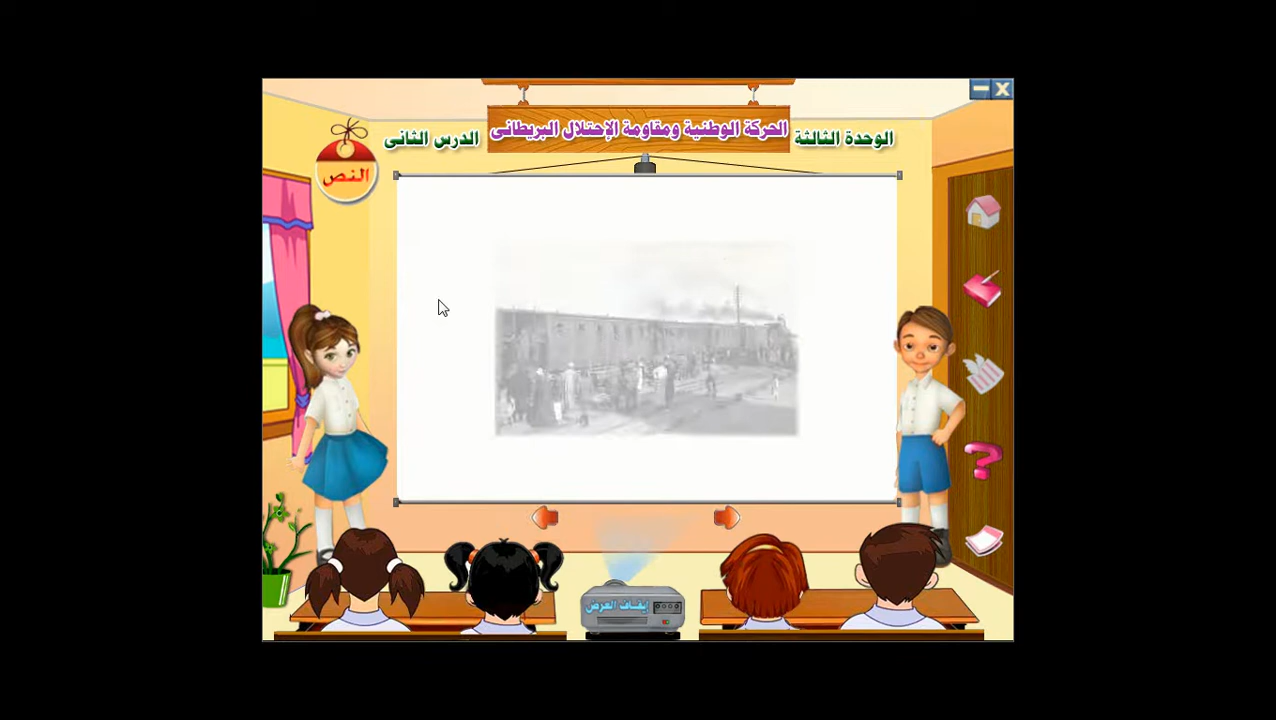 الوحدة الثالثة
الحركة الوطنية ومقاومة الإحتلال البريطانى
الدرس الثانى
النص
إيقاف العرض